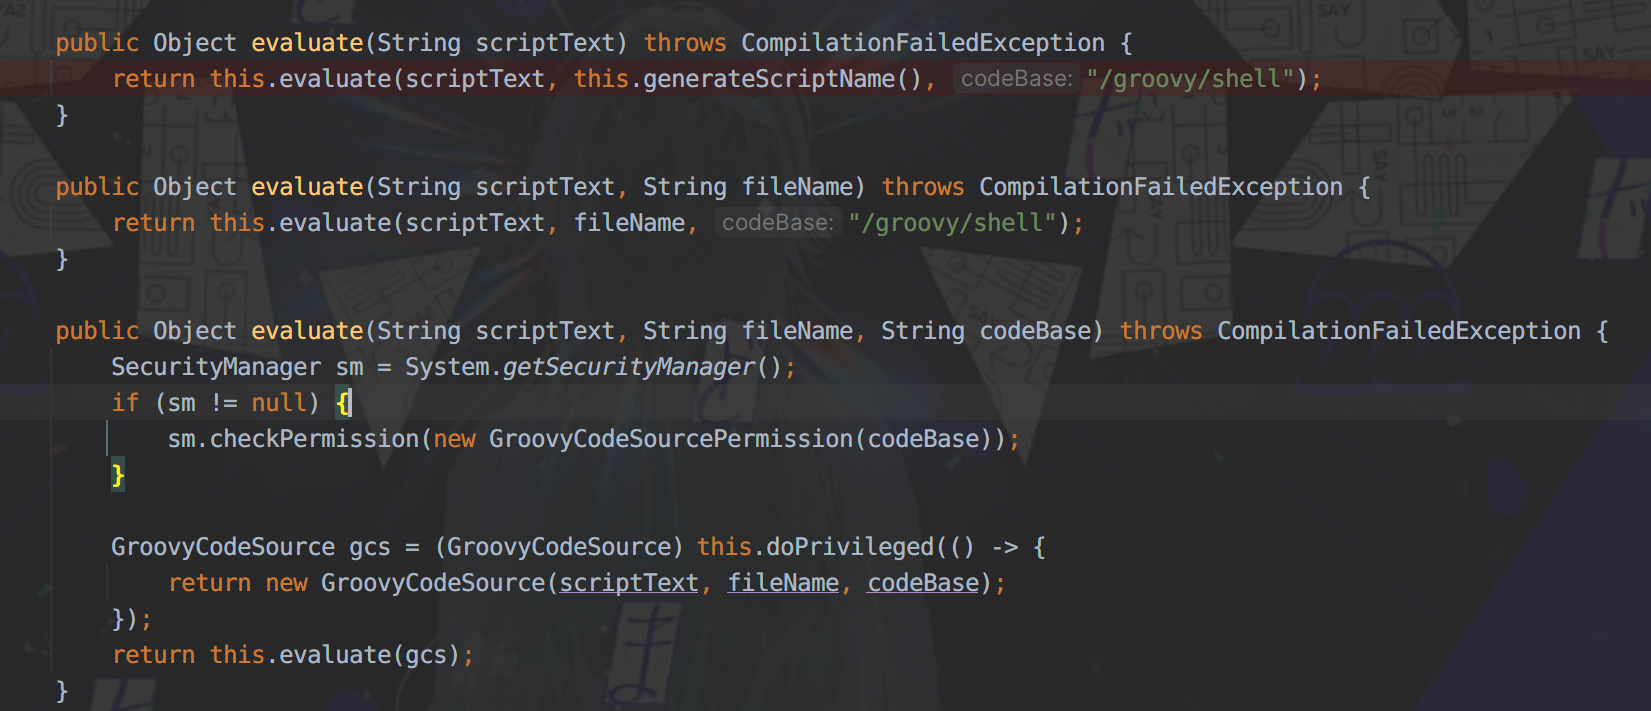 public Object evaluate(String scriptText) throws CompilationFailedException {
return this.evaluate(scriptText, this.generateScriptName(), codeBase: "/groovy/shell");
}
public Object evaluate(String scriptText, String fileName) throws CompilationFailedException {
return this.evaluate(scriptText, fileName, codeBase: "/groovy/shell");
}
public Object evaluate(String scriptText, String fileName, String codeBase) throws CompilationFailedException {
SecurityManager sm = System.getSecurityManager();
if (sm != null) {
sm.checkPermission(new GroovyCodeSourcePermission(codeBase));
}
GroovyCodeSource gcs = (GroovyCodeSource) this.doPrivileged(() -> {
return new GroovyCodeSource(scriptText, fileName, codeBase);
});
return this.evaluate(gcs);
}